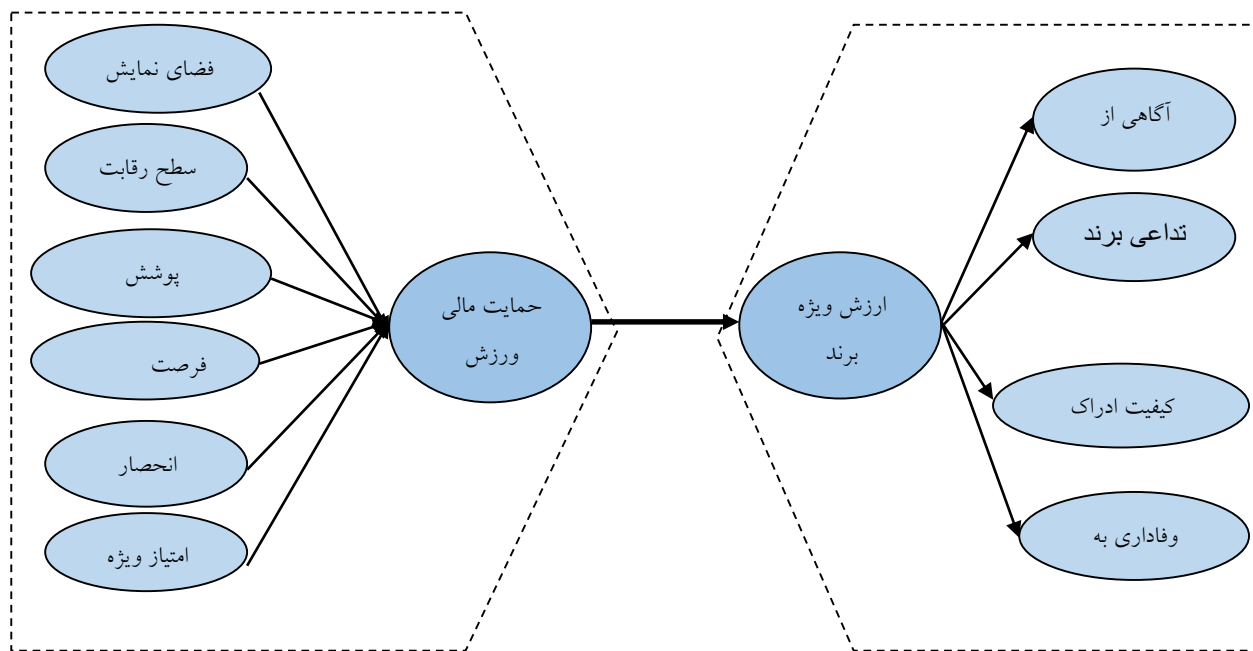 فضای نمایش
سطح رقابت
پوشش
فرصت
انحصار
امتیاز ویژه
حمایت مالی
ورزش
ارزش ویژه
برند
آگاهی از
تداعی برند
کیفیت ادراک
وفاداری به